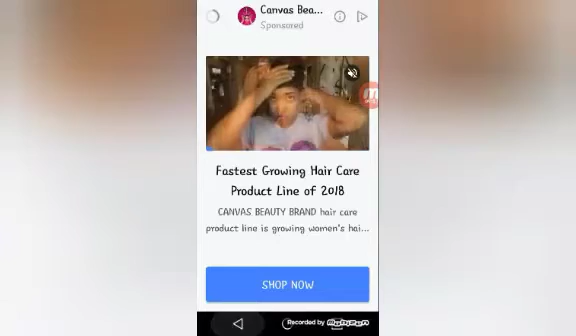 Canvas Bea...
Sponsored
Fastest Growing Hair Care
Product Line of 2018
CANVAS BEAUTY BRAND hair care
product line is growing women's hai...
SHOP NOW
Recorded by Mobizen